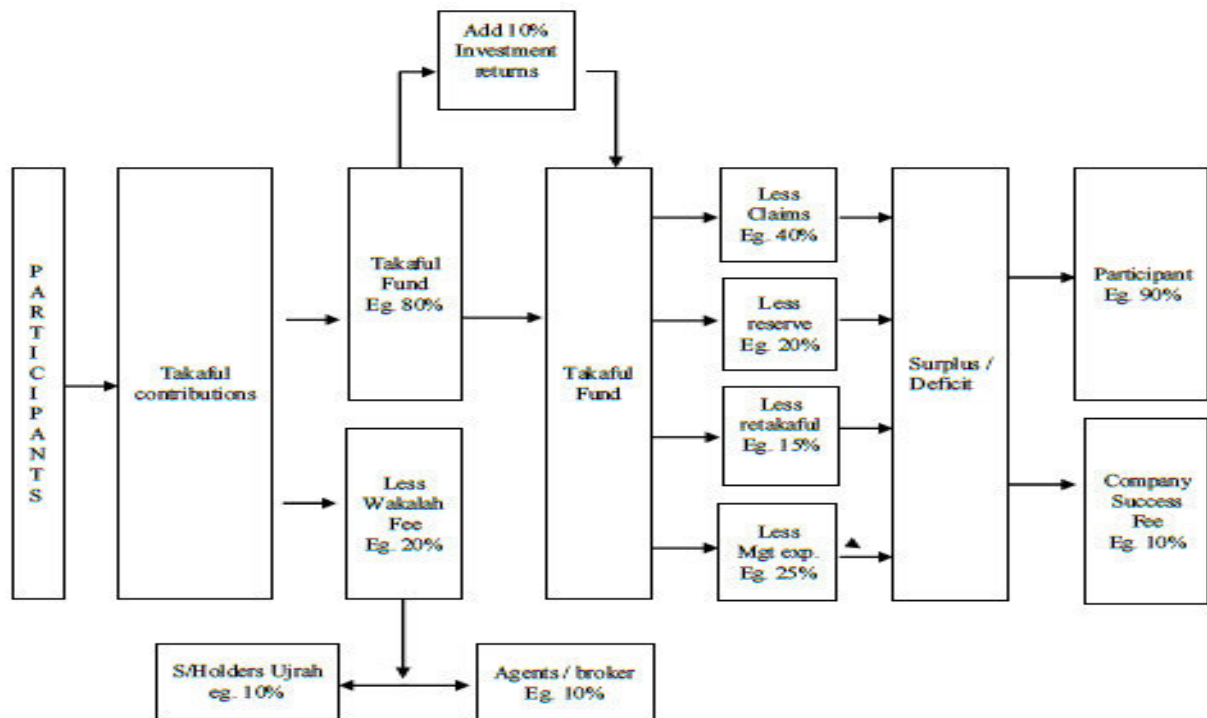 Add 10%
Investment
returns
PARTICIPANTS
Takaful
contributions
Takaful
Fund
Eg. 80%
Less
Wakalah
Fee
Eg. 20%
S/Holders Ujrah
eg. 10%
Agents / broker
Eg. 10%
Takaful
Fund
Less
Claims
Eg. 40%
Less
reserve
Eg. 20%
Less
retakaful
Eg. 15%
Less
Mgt exp.
Eg. 25%
Surplus /
Deficit
Participant
Eg. 90%
Company
Success
Fee
Eg. 10%